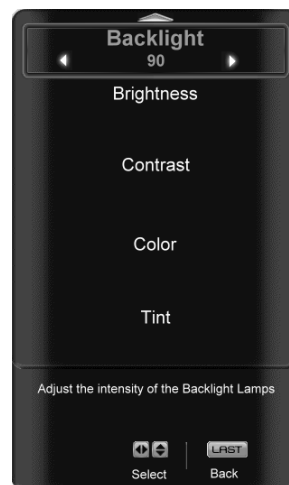 Backlight
90
Brightness
Contrast
Color
Tint
Adjust the intensity of the Backlight Lamps
LAST
Select Back